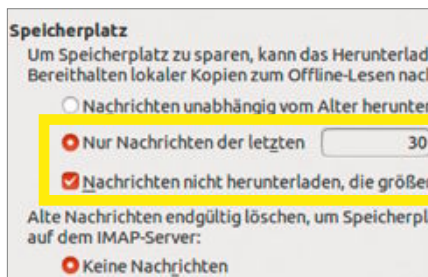 Speicherplatz
Um Speicherplatz zu sparen, kann das Herunterlad
Bereithalten lokaler Kopien zum Offline-Lesen nac
Nachrichten unabhängig vom Alter herunter
Nur Nachrichten der letzten 30
Nachrichten nicht herunterladen, die größe
Alte Nachrichten endgültig löschen, um Speicherpl
auf dem IMAP-Server:
Keine Nachrichten